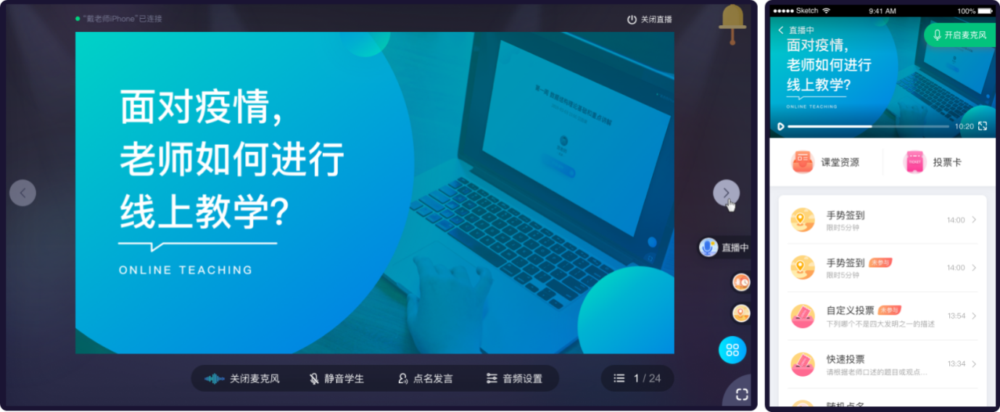 “戴老师iPhone”已连接
关闭直播
面对疫情，
老师如何进行
线上教学?
ONLINE TEACHING
直播中
关闭麦克风
静音学生
点名发言
音频设置
1 / 24
Sketch
9:41 AM
100%
直播中
开启麦克风
面对疫情，
老师如何进行
线上教学?
ONLINE TEACHING
10:20
课堂资源
TICKET
投票卡
手势签到
限时5分钟
14:00
手势签到 未参与
限时5分钟
14:00
自定义投票 未参与
下列哪个不是四大发明之一的描述
13:54
快速投票
请根据老师口述的题目或观点...
13:34
随机点名